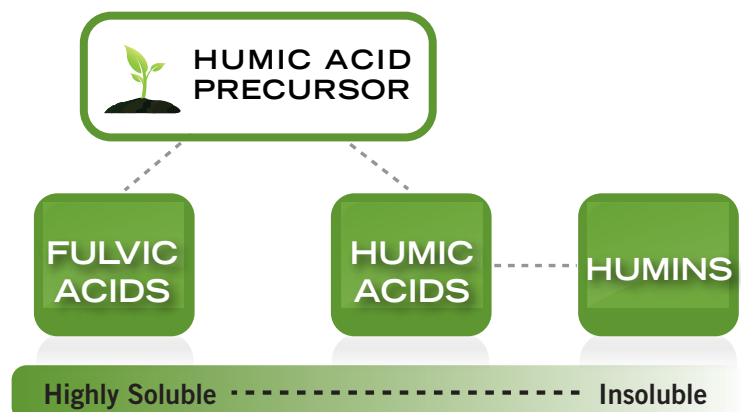 HUMIC ACID
PRECURSOR
FULVIC
ACIDS
HUMIC
ACIDS
HUMINS
Highly Soluble
Insoluble